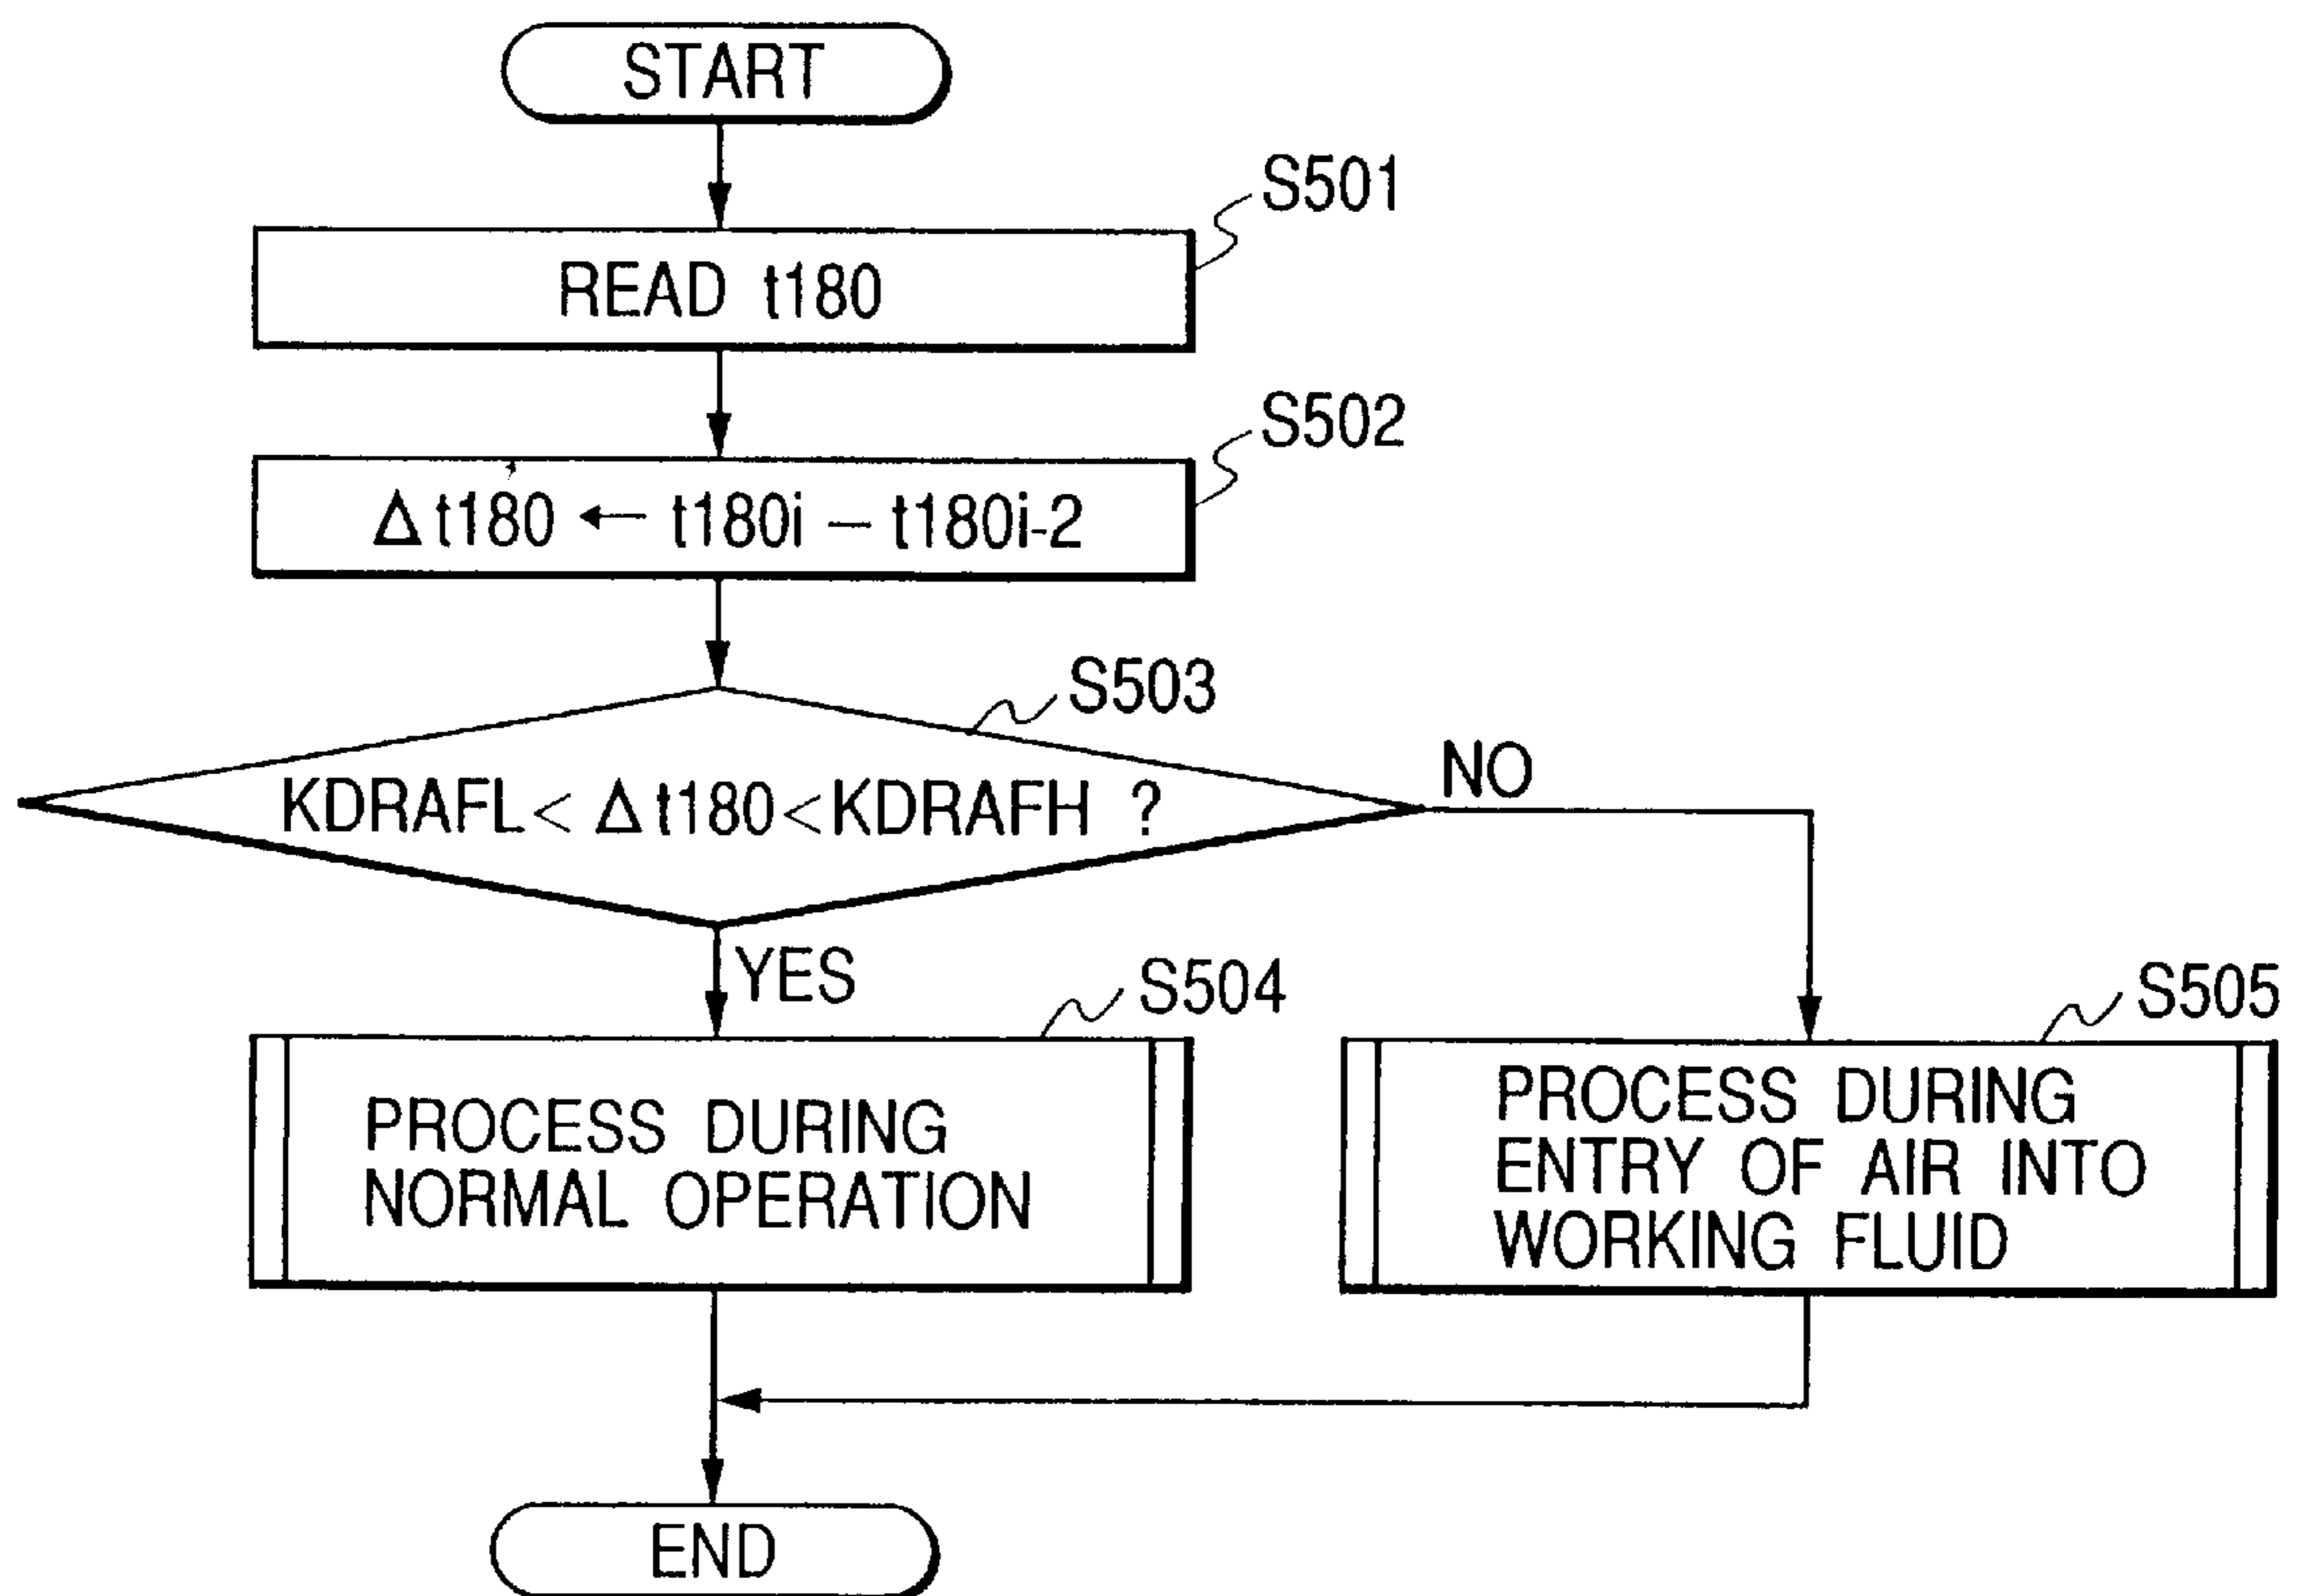 START
S501
READ t180
S502
Δt180 ← t180i – t180i-2
S503
KDRAFL< Δt180<KDRAFH ?
NO
YES
S504
PROCESS DURING
NORMAL OPERATION
S505
PROCESS DURING
ENTRY OF AIR INTO
WORKING FLUID
END